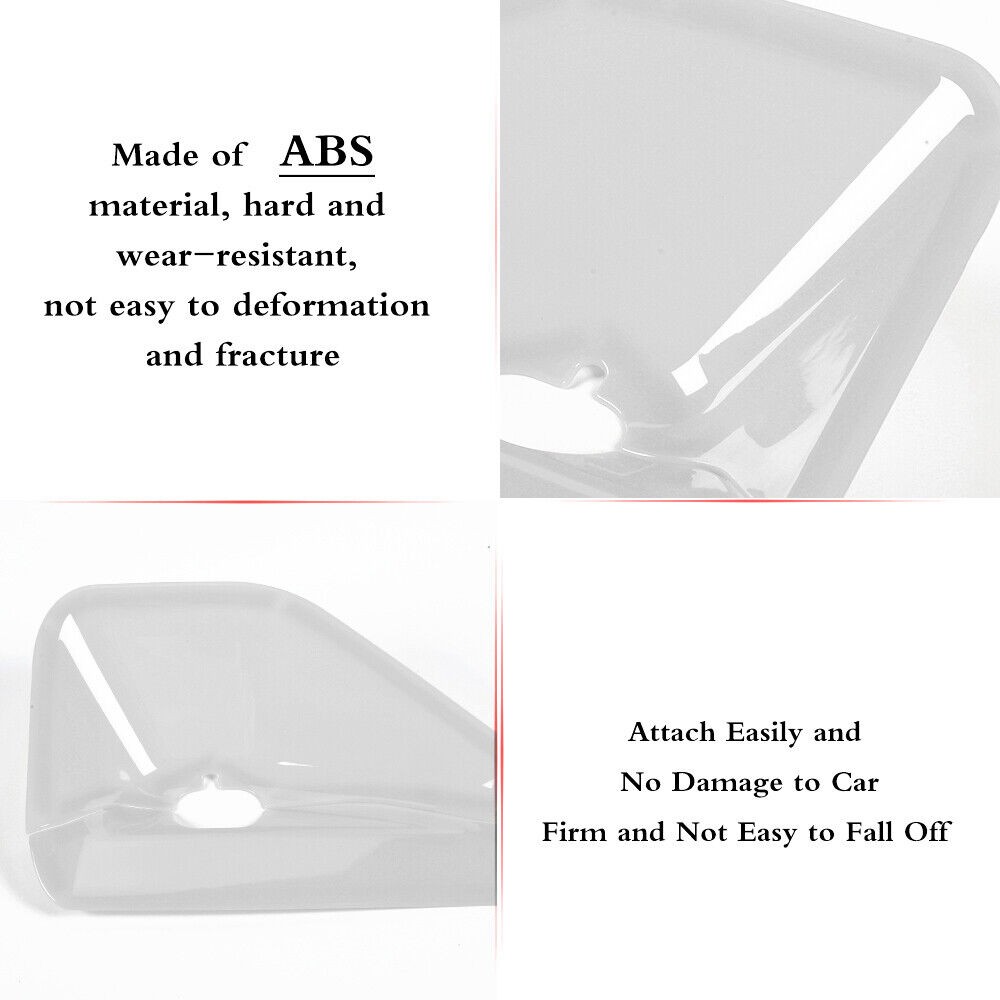 Made of ABS
material, hard and
wear-resistant,
not easy to deformation
and fracture
Attach Easily and
No Damage to Car
Firm and Not Easy to Fall Off